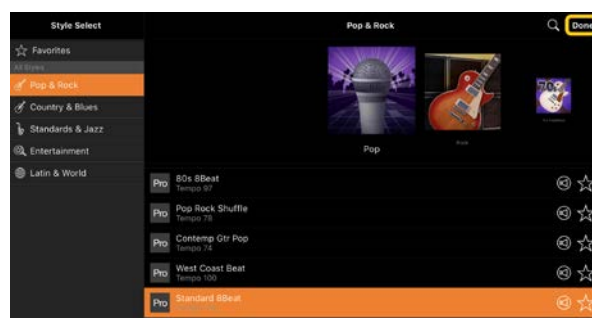 Style Select
Pop & Rock
Done
Favorites
All Styles
Pop & Rock
Country & Blues
Standards & Jazz
Entertainment
Latin & World
70s
Pop
Rock
Pro
80s 8Beat
Tempo 97
Pro
Pop Rock Shuffle
Tempo 78
Pro
Contemp Gtr Pop
Tempo 74
Pro
West Coast Beat
Tempo 100
Pro
Standard 8Beat